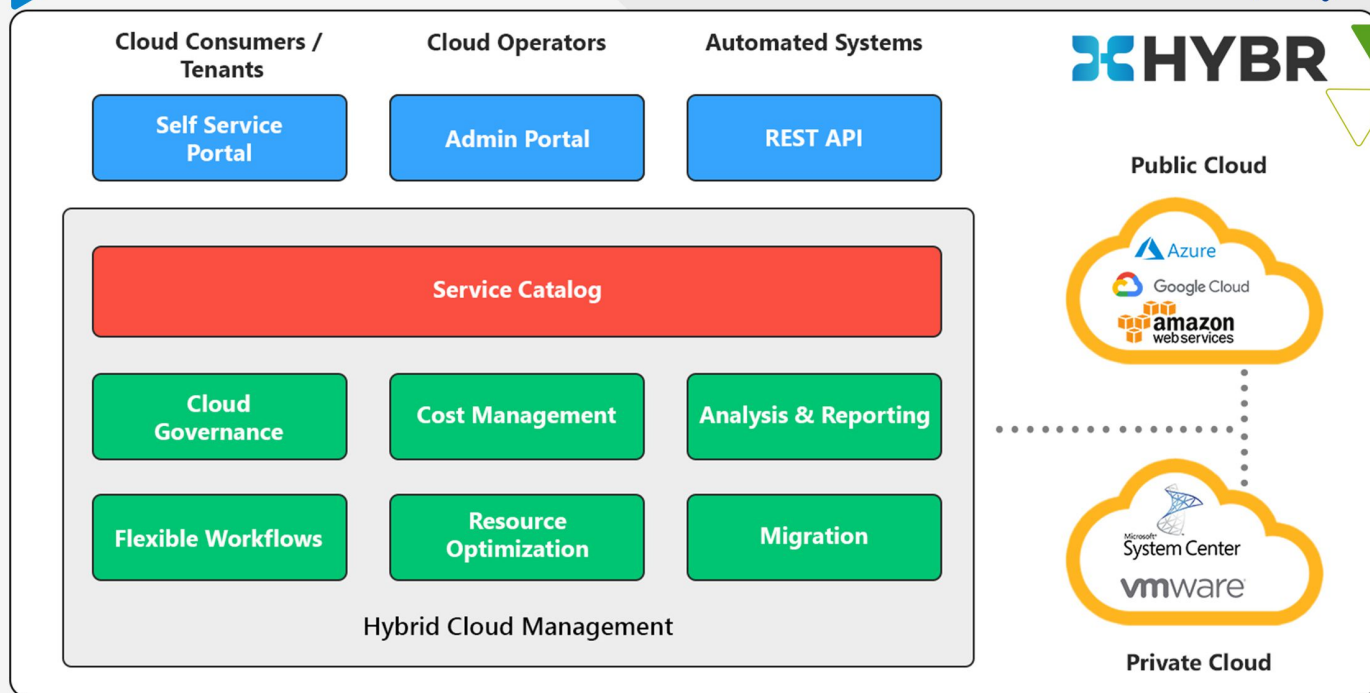 Cloud Consumers /
Tenants
Cloud Operators
Automated Systems
HYBR
Self Service
Portal
Admin Portal
REST API
Public Cloud
Azure
Google Cloud
amazon
webservices
Service Catalog
Cloud
Governance
Cost Management
Analysis & Reporting
Flexible Workflows
Resource
Optimization
Migration
Hybrid Cloud Management
Microsoft®
System Center
vmware®
Private Cloud